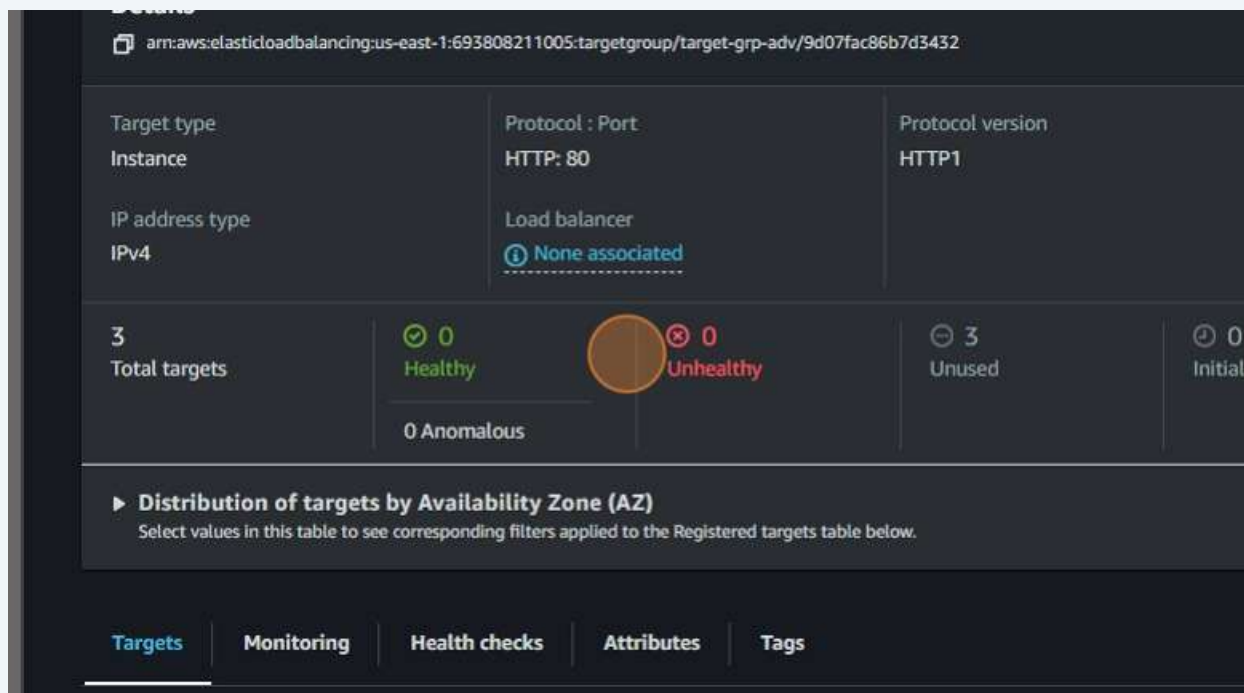 Details
arn:aws:elasticloadbalancing:us-east-1:693808211005:targetgroup/target-grp-adv/9d07fac86b7d3432
Target type
Instance
Protocol : Port
HTTP: 80
Protocol version
HTTP1
IP address type
IPv4
Load balancer
None associated
3
Total targets
0
Healthy
0 Anomalous
0
Unhealthy
3
Unused
0
Initial
Distribution of targets by Availability Zone (AZ)
Select values in this table to see corresponding filters applied to the Registered targets table below.
Targets
Monitoring
Health checks
Attributes
Tags